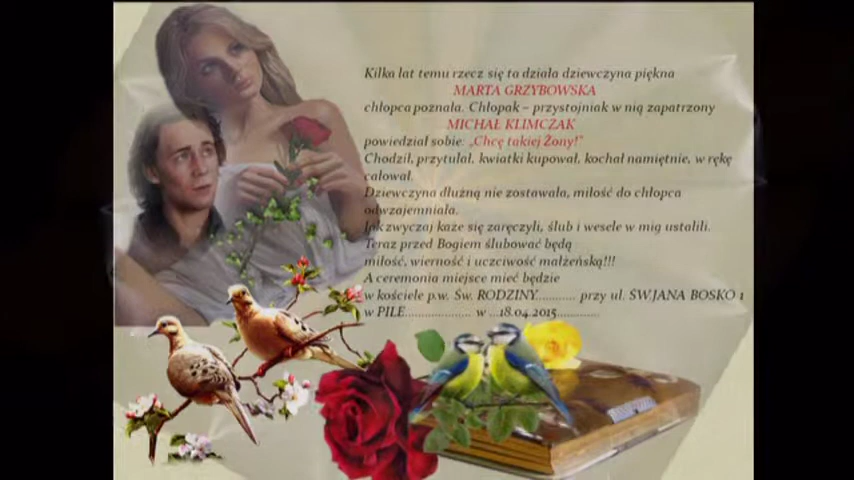 Kilka lat temu rzecz się ta działa dziewczyna piękna
MARTA GRZYBOWSKA
chłopca poznała. Chłopak – przystojniak w nią zapatrzony
MICHAŁ KLIMCZAK
powiedział sobie: „Chcę takiej Żony!"
Chodził, przytulał, kwiatki kupował, kochał namiętnie, w rękę
całował.
Dziewczyna dłużną nie zostawała, miłość do chłopca
odwzajemniała.
Jak zwyczaj każe się zaręczyli, ślub i wesele w mig ustalili.
Teraz przed Bogiem ślubować będą
miłość, wierność i uczciwość małżeńską!!!
A ceremonia miejsce mieć będzie
w kościele p.w. Św. RODZINY........... przy ul. ŚW.JANA BOSKO 1
w PILE................... w ...18.04.2015...........